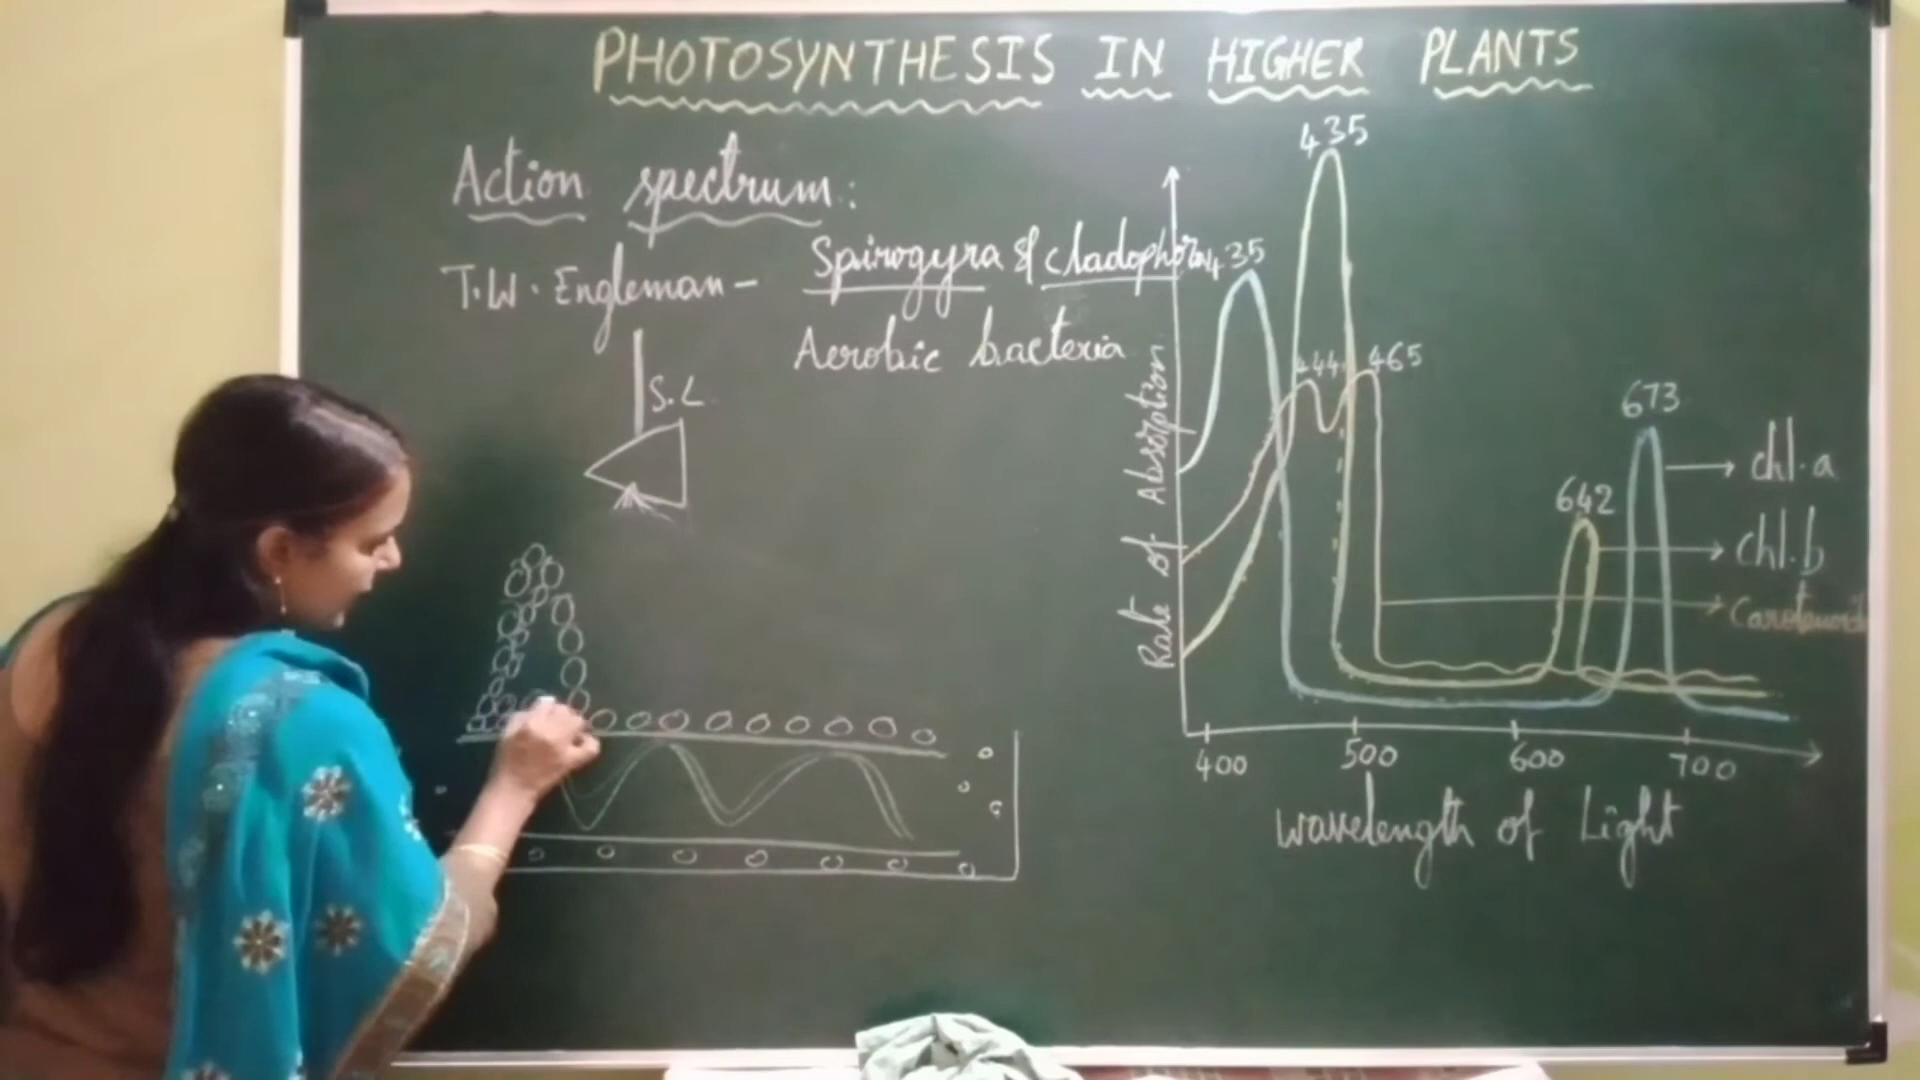 PHOTOSYNTHESIS IN HIGHER PLANTS
Action spectrum:
T.W. Engleman - Spirogyra & cladophora
Aerobic bacteria
S.L
Rate of Absorption
435
435
444
465
642
673
chl.a
chl.b
400 500 600 700
wavelength of Light